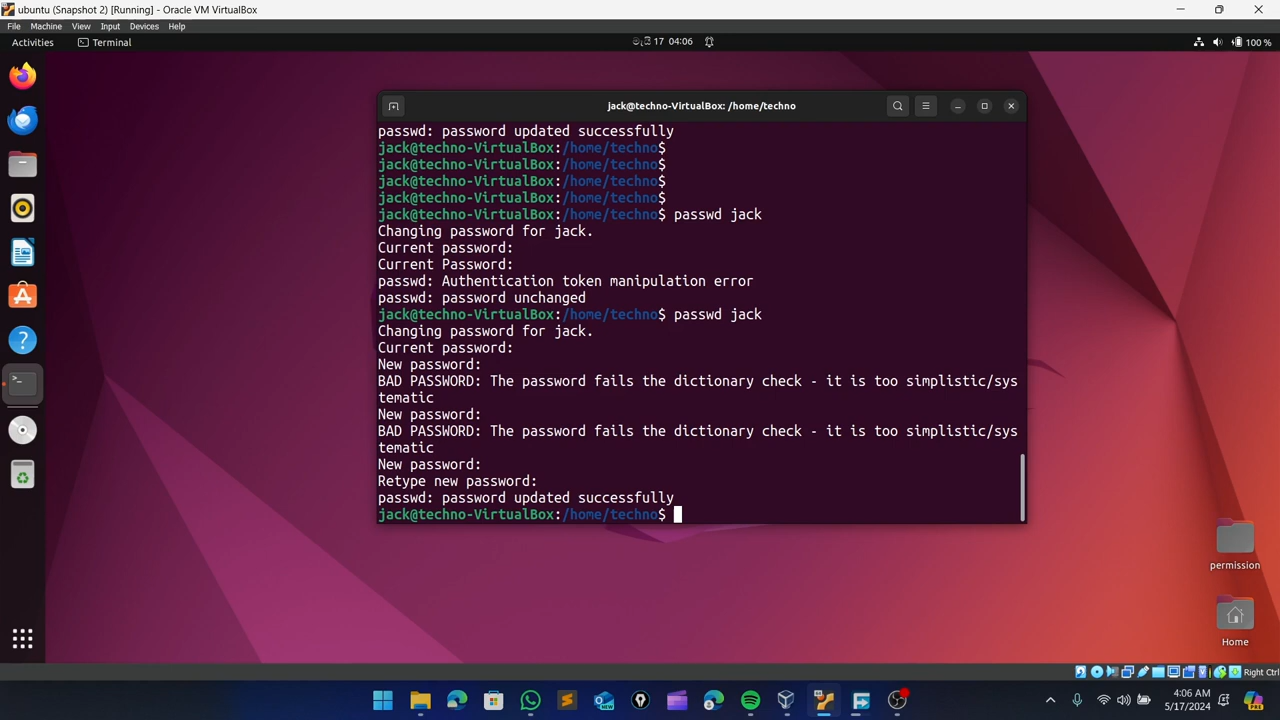 ubuntu (Snapshot 2) [Running] - Oracle VM VirtualBox
File Machine View Input Devices Help
Activities Terminal මැයි 17 04:06 100 %
jack@techno-VirtualBox: /home/techno
passwd: password updated successfully
jack@techno-VirtualBox:/home/techno$
jack@techno-VirtualBox:/home/techno$
jack@techno-VirtualBox:/home/techno$
jack@techno-VirtualBox:/home/techno$
jack@techno-VirtualBox:/home/techno$ passwd jack
Changing password for jack.
Current password:
Current Password:
passwd: Authentication token manipulation error
passwd: password unchanged
jack@techno-VirtualBox:/home/techno$ passwd jack
Changing password for jack.
Current password:
New password:
BAD PASSWORD: The password fails the dictionary check - it is too simplistic/sys
tematic
New password:
BAD PASSWORD: The password fails the dictionary check - it is too simplistic/sys
tematic
New password:
Retype new password:
passwd: password updated successfully
jack@techno-VirtualBox:/home/techno$
permission
Home
Right Ctrl
4:06 AM
5/17/2024